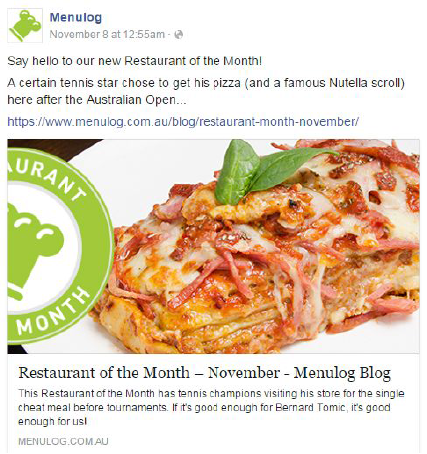 Menulog
November 8 at 12:55am ·
Say hello to our new Restaurant of the Month!
A certain tennis star chose to get his pizza (and a famous Nutella scroll)
here after the Australian Open...
https://www.menulog.com.au/blog/restaurant-month-november/
AURANT
MONTH
Restaurant of the Month – November - Menulog Blog
This Restaurant of the Month has tennis champions visiting his store for the single
cheat meal before tournaments. If it's good enough for Bernard Tomic, it's good
enough for us!
MENULOG.COM.AU